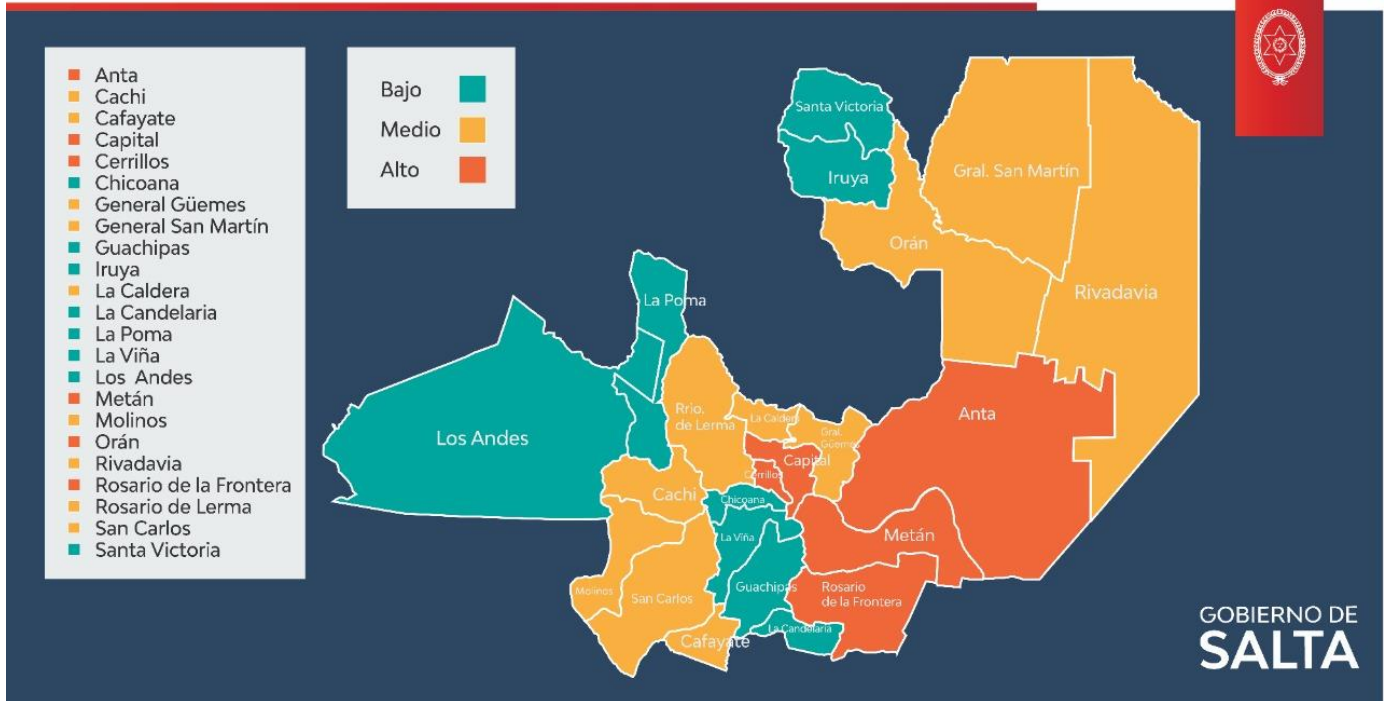 Anta
Cachi
Cafayate
Capital
Cerrillos
Chicoana
General Güemes
General San Martín
Guachipas
Iruya
La Caldera
La Candelaria
La Poma
La Viña
Los Andes
Metán
Molinos
Orán
Rivadavia
Rosario de la Frontera
Rosario de Lerma
San Carlos
Santa Victoria
Bajo
Medio
Alto
Santa Victoria
Iruya
Gral. San Martín
Orán
Rivadavia
La Poma
Rrio.
de Lerma
La Caldera
Gral.
Güemes
Anta
Los Andes
Capital
Cerrillos
Cachi
Chicoana
La Viña
Metán
Molinos
San Carlos
Guachipas
Rosario
de la Frontera
La Candelaria
Cafayate
GOBIERNO DE
SALTA